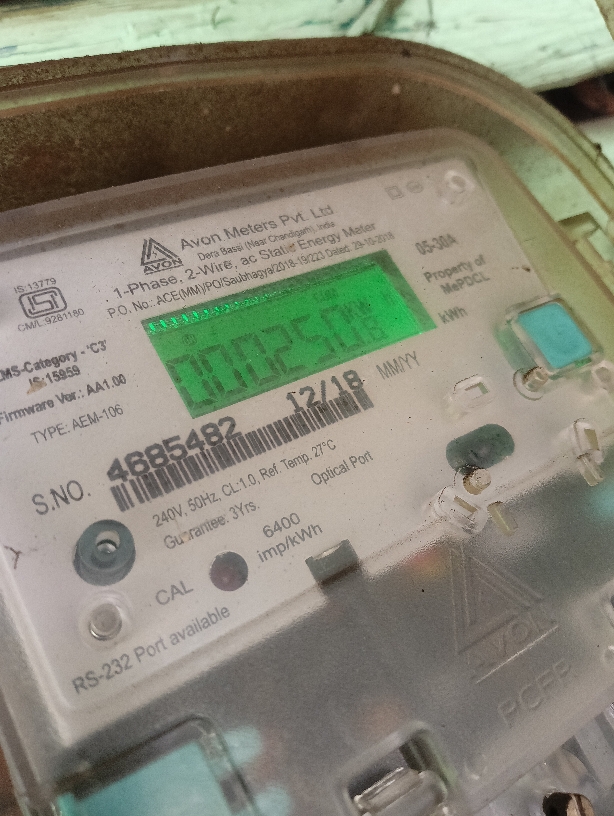 Avon Meters Pvt. Ltd
Dera Bassi (Near Chandigarh), India
1-Phase, 2-Wire, ac Static Energy Meter
P.O. No.: ACE(MM)/PO/Saubhagya/2018-19/223 Dated: 29-10-2018
AVON
IS:13779
ISI
CM/L-9281180
CMS-Category - 'C3'
IS:15959
Firmware Ver.: AA1.00
TYPE: AEM-106
05-30A
Property of
MePDCL
kWh
S.NO. 4685482 12/18 MM/YY
240V, 50Hz, CL:1.0, Ref. Temp. 27°C
Guarantee: 3Yrs.
Optical Port
6400
imp/kWh
CAL
RS-232 Port available
AVON